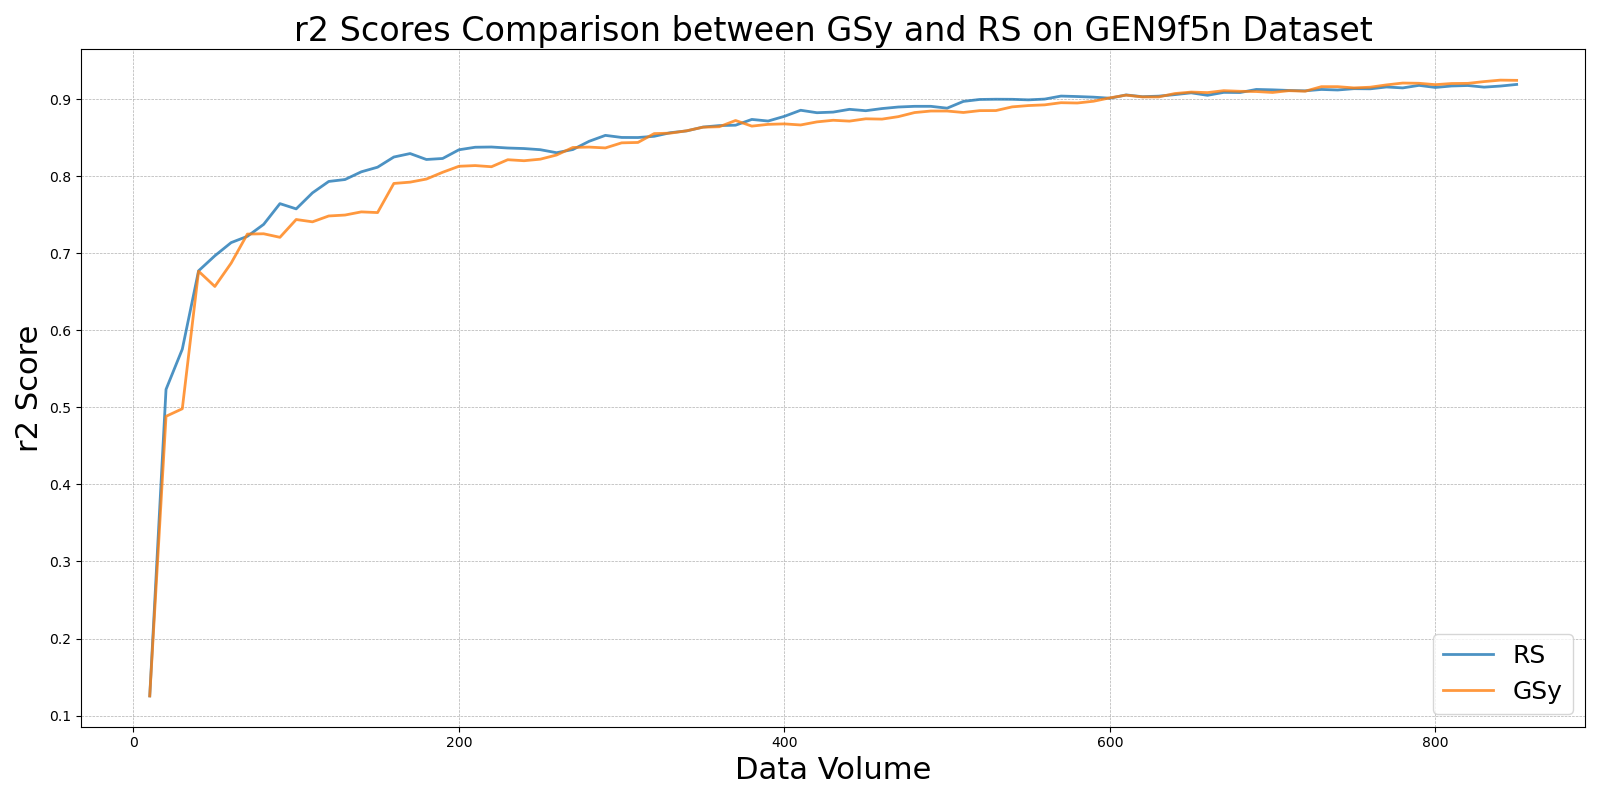 r2 Scores Comparison between GSy and RS on GEN9f5n Dataset
r2 Score
0.9
0.8
0.7
0.6
0.5
0.4
0.3
0.2
0.1
0 200 400 600 800
Data Volume
RS
GSy